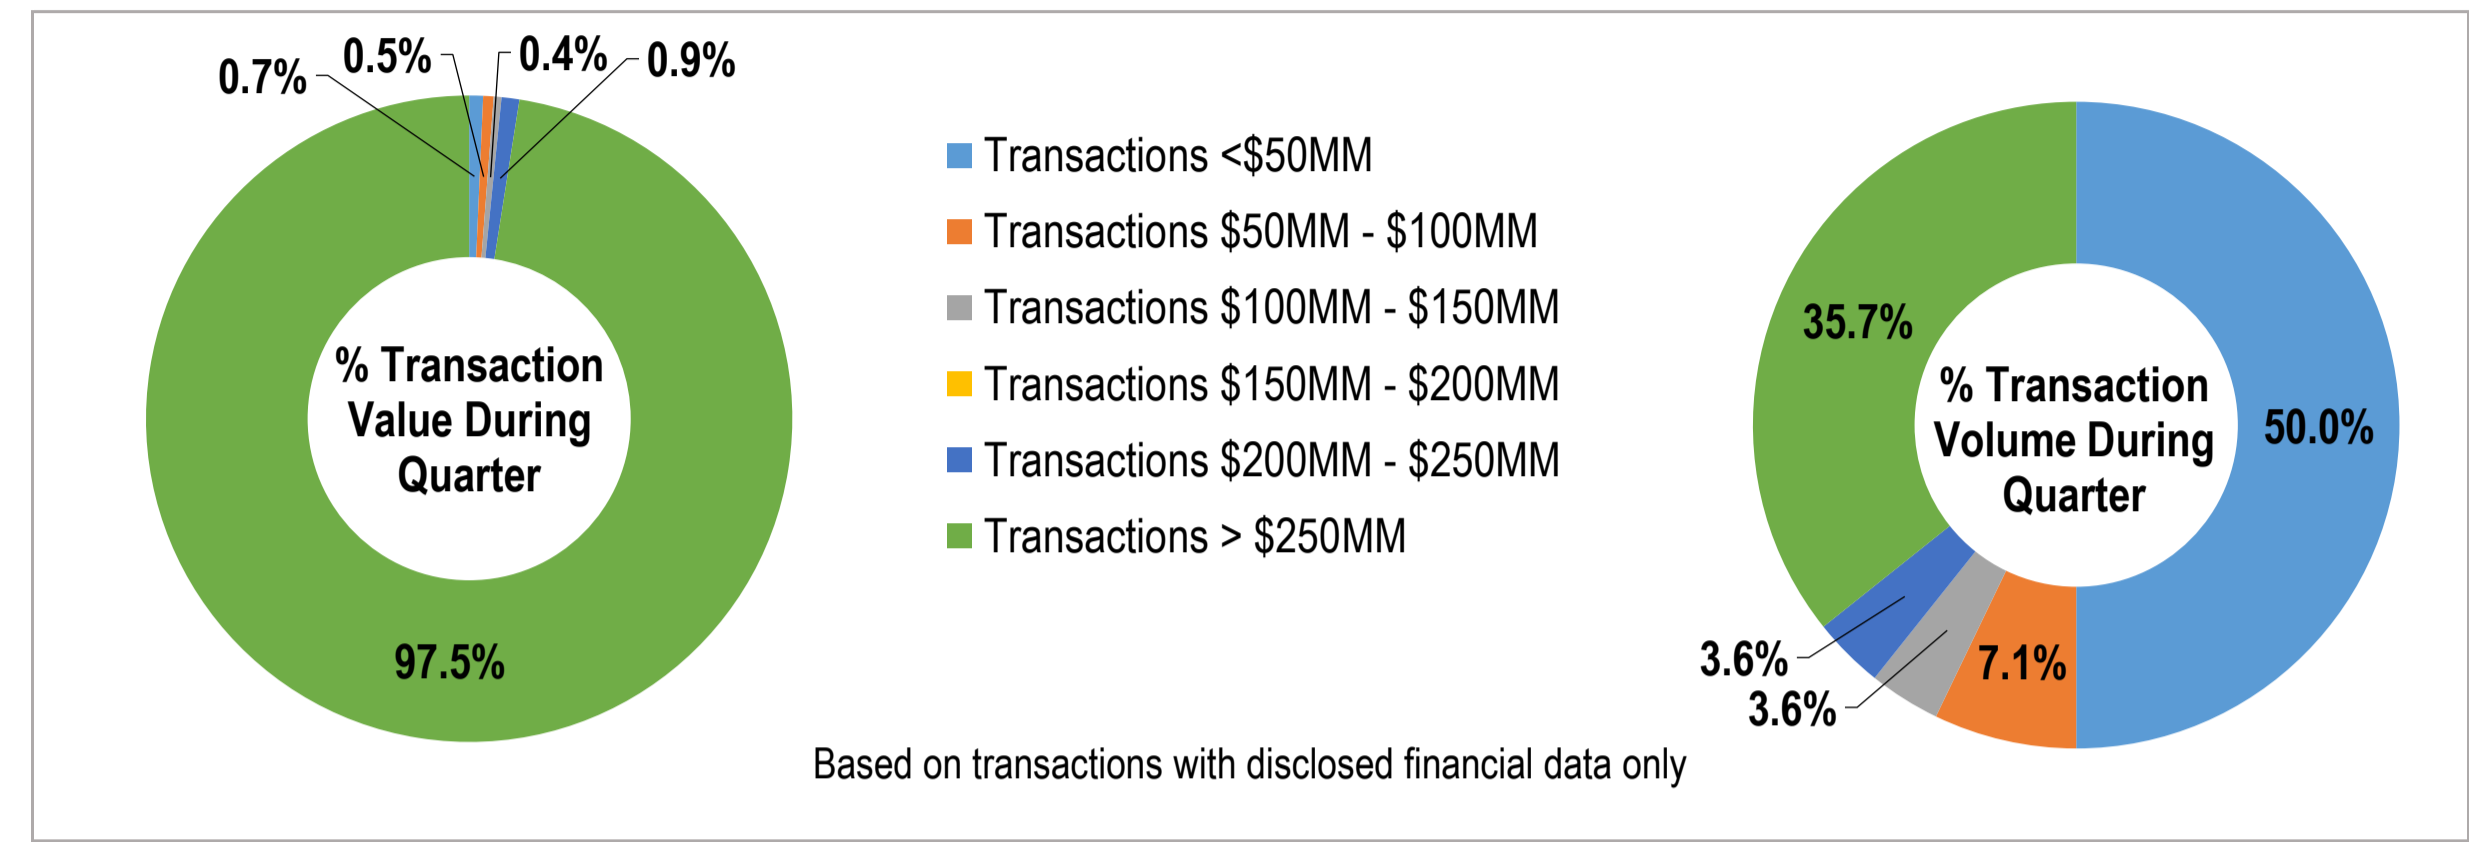 0.7%
0.5%
0.4%
0.9%
% Transaction
Value During
Quarter
97.5%
Transactions <$50MM
Transactions $50MM - $100MM
Transactions $100MM - $150MM
Transactions $150MM - $200MM
Transactions $200MM - $250MM
Transactions > $250MM
35.7%
% Transaction
Volume During
Quarter
50.0%
3.6%
3.6%
7.1%
Based on transactions with disclosed financial data only